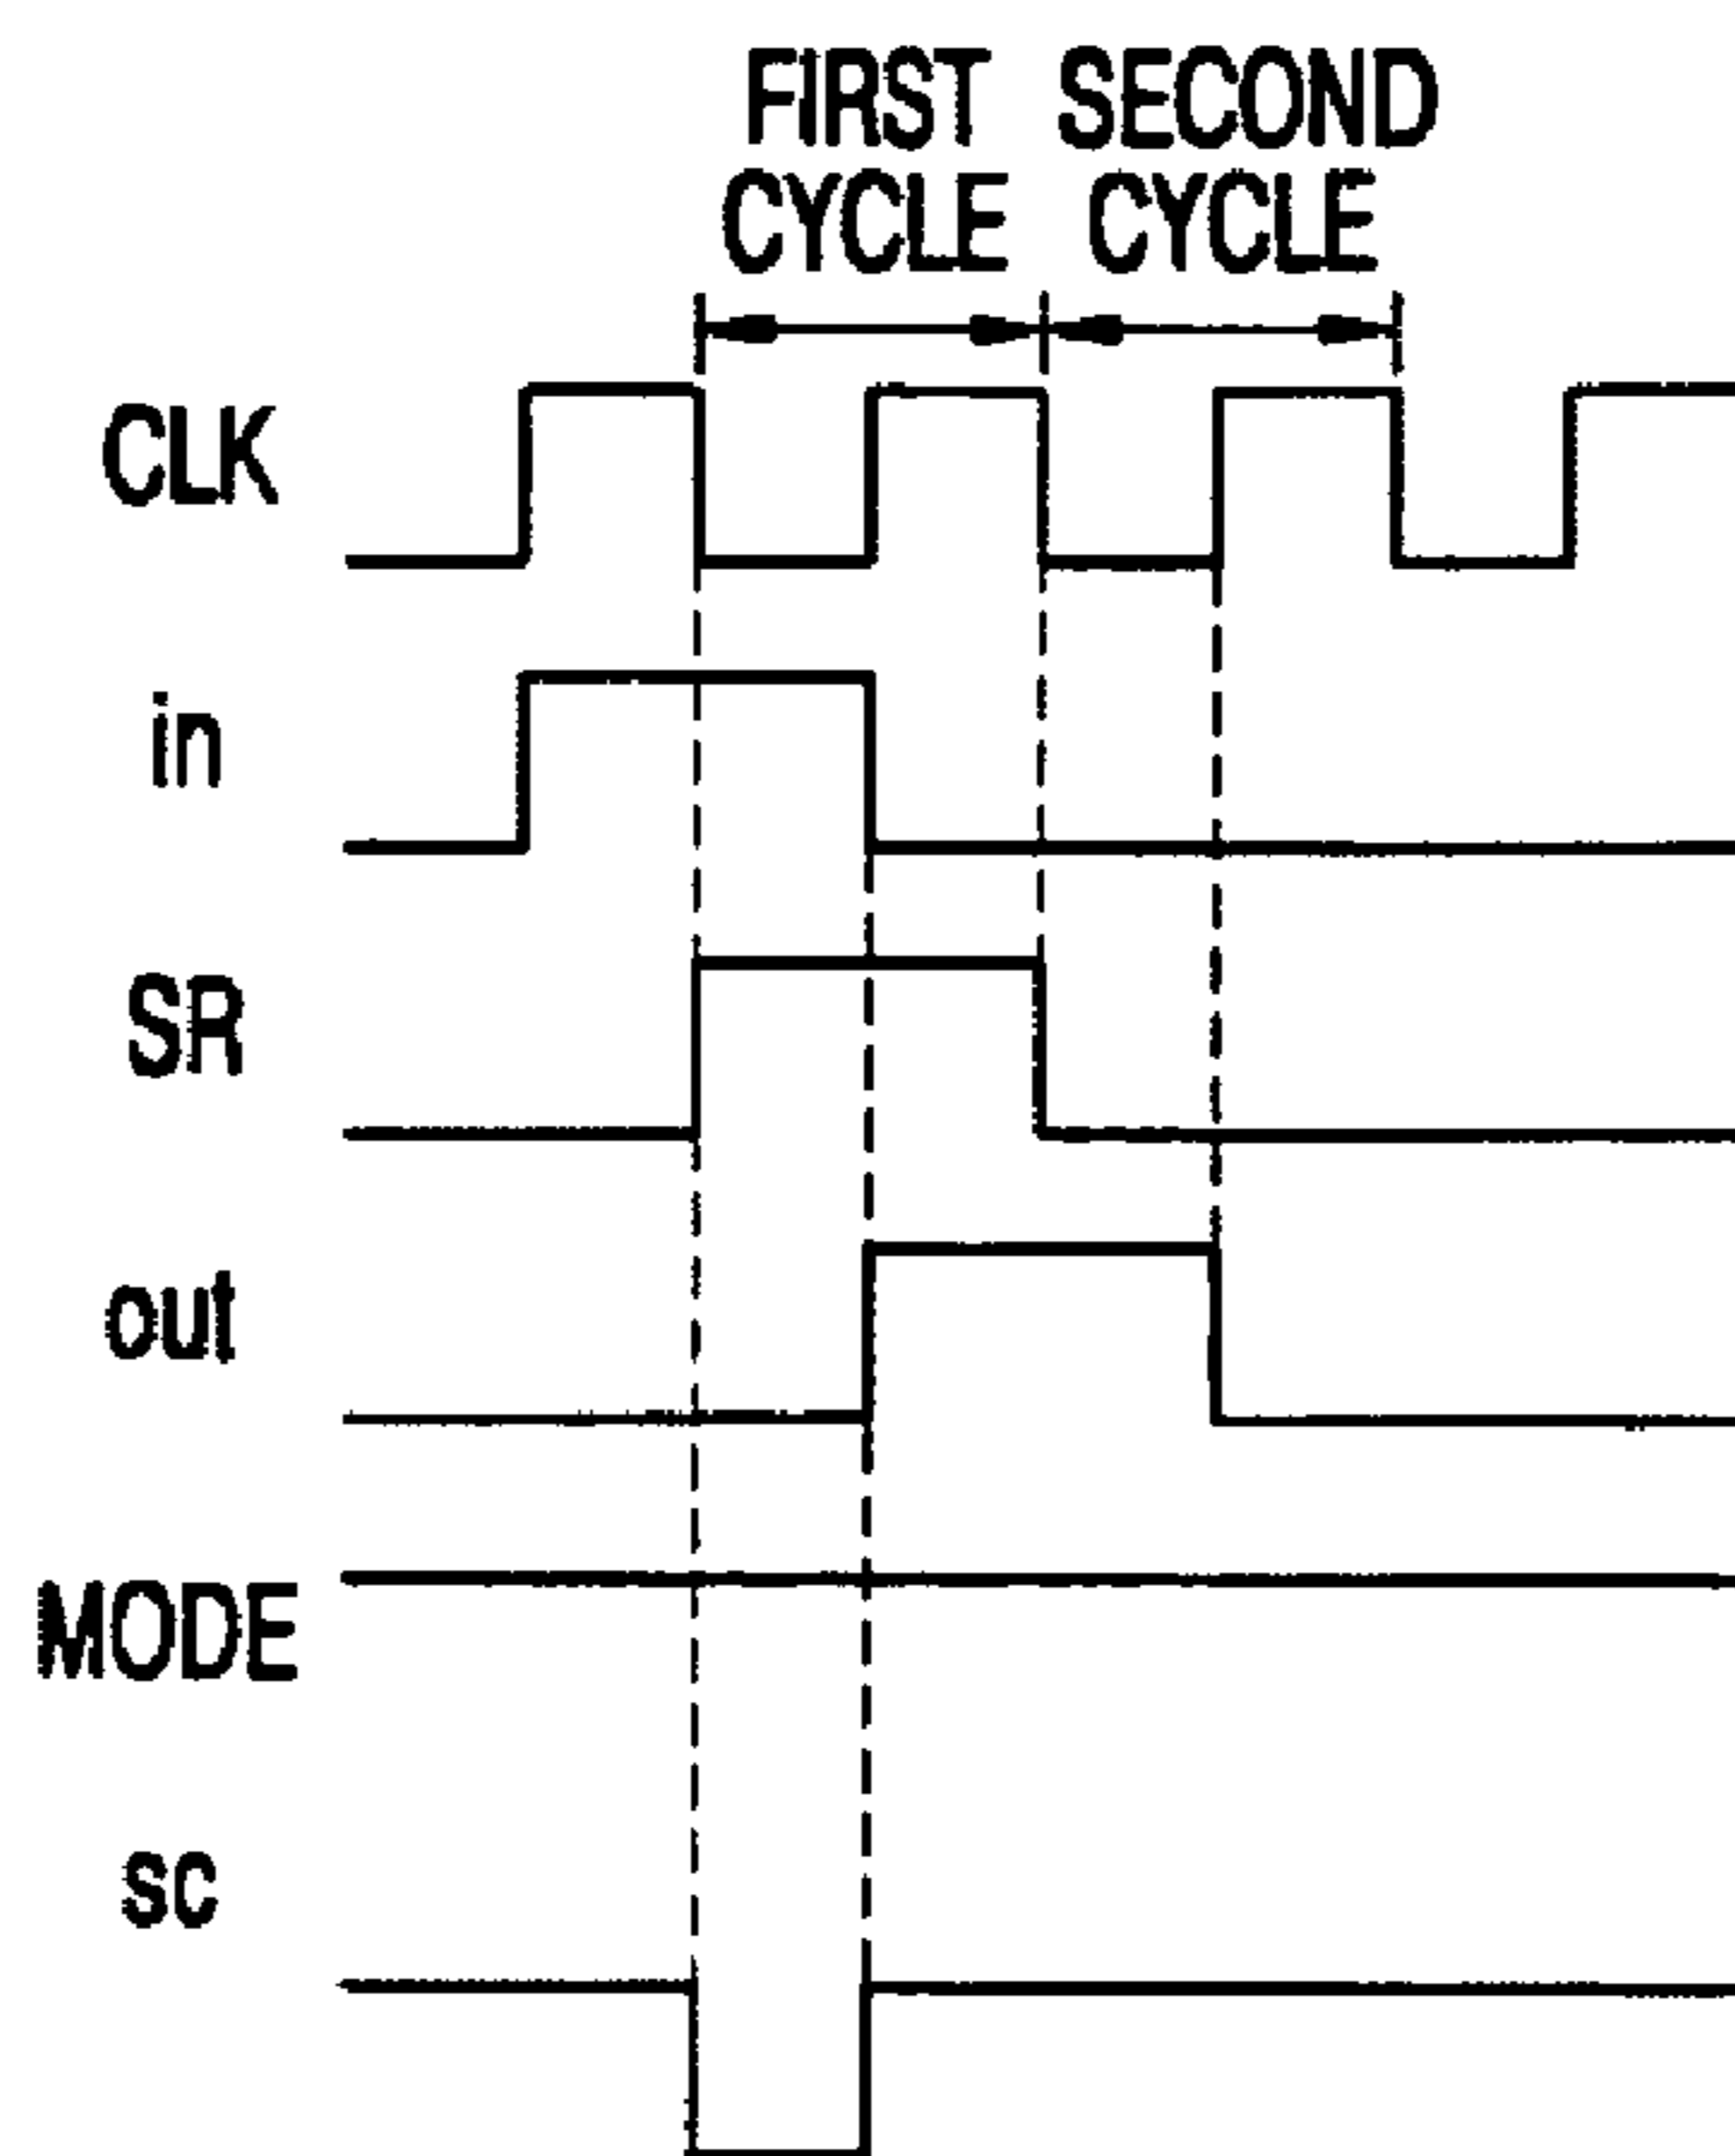 FIRST SECOND
CYCLE CYCLE
CLK
in
SR
out
MODE
sc